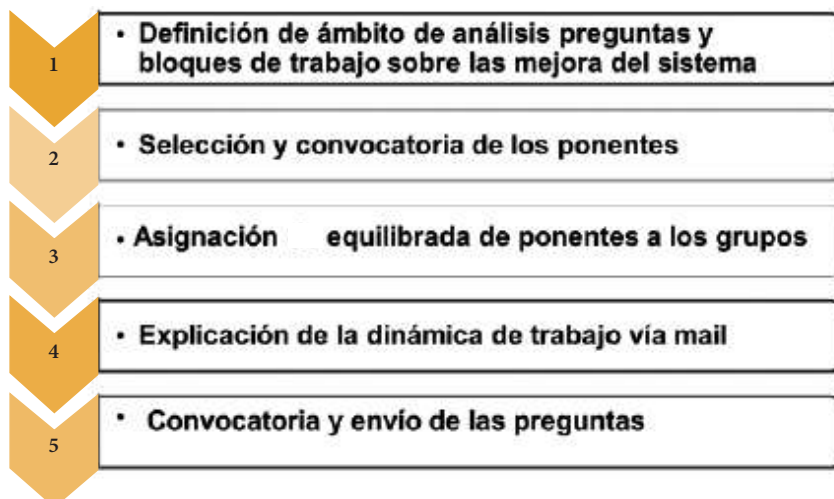 1
• Definición de ámbito de análisis preguntas y
bloques de trabajo sobre las mejora del sistema
2
• Selección y convocatoria de los ponentes
3
• Asignación equilibrada de ponentes a los grupos
4
• Explicación de la dinámica de trabajo vía mail
5
• Convocatoria y envío de las preguntas